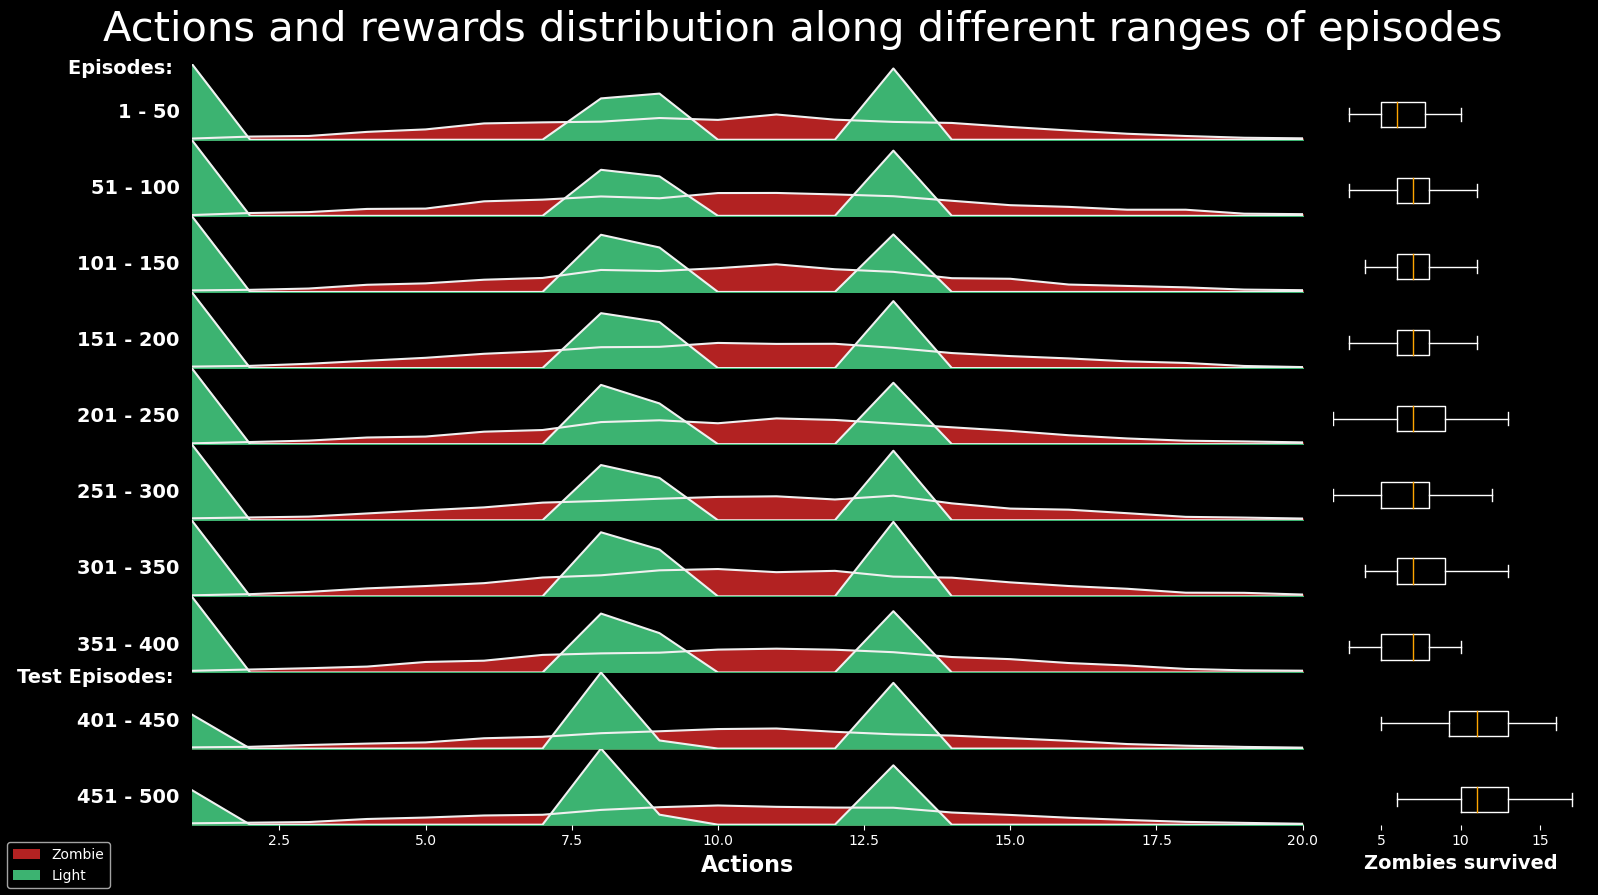 Actions and rewards distribution along different ranges of episodes
Episodes:
1 - 50
51 - 100
101 - 150
151 - 200
201 - 250
251 - 300
301 - 350
351 - 400
Test Episodes:
401 - 450
451 - 500
2.5 5.0 7.5 10.0 12.5 15.0 17.5 20.0
5 10 15
Actions
Zombies survived
Zombie
Light